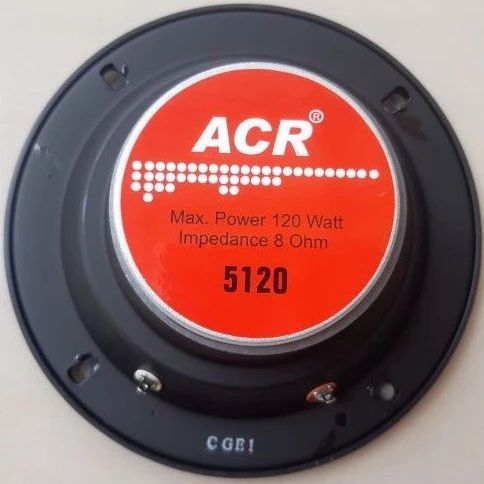 ACR®
Max. Power 120 Watt
Impedance 8 Ohm
5120
CGE1